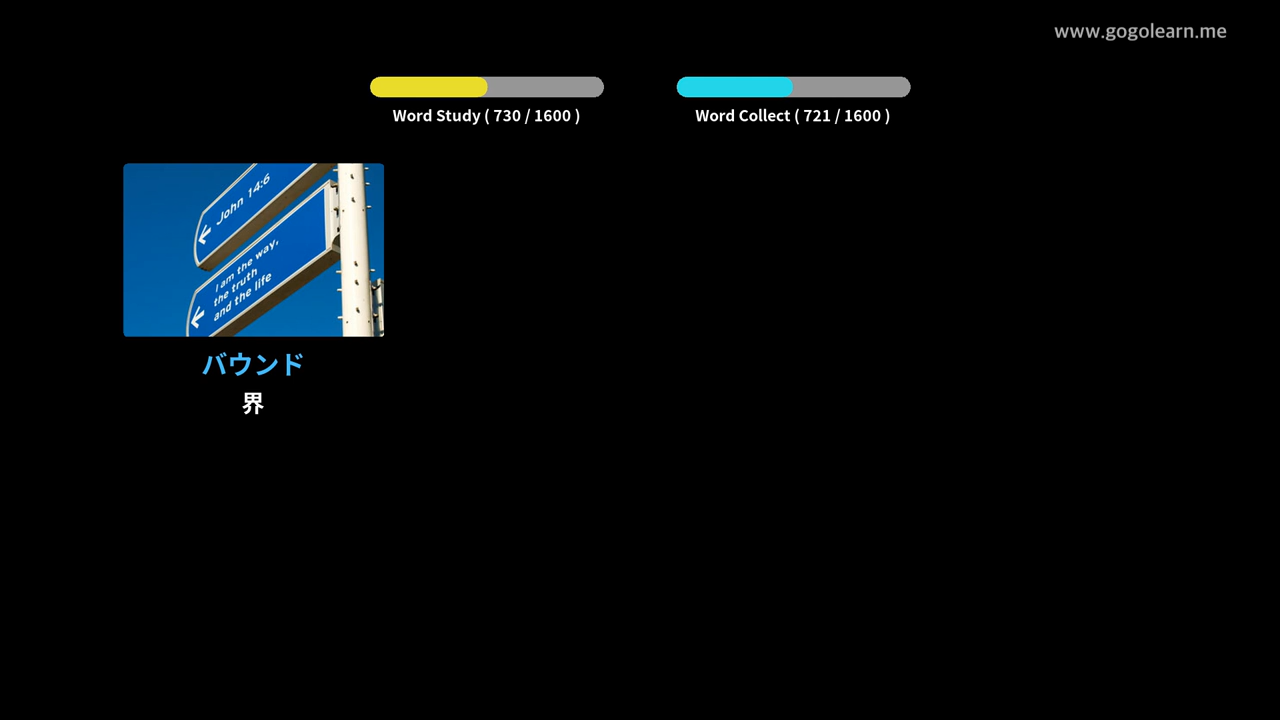 www.gogolearn.me
Word Study ( 730 / 1600 )
Word Collect ( 721 / 1600 )
John 14:6
I am the way,
the truth
and the life
バウンド
界